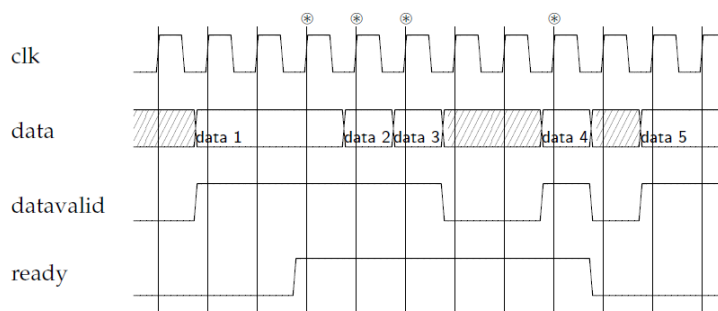 ⊛ ⊛ ⊛ ⊛
clk
data
data 1 data 2 data 3 data 4 data 5
datavalid
ready